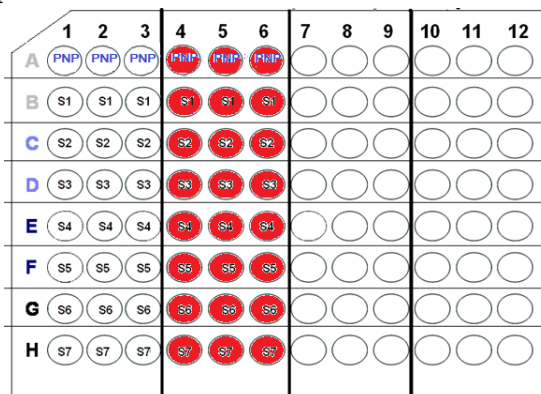 1 2 3 4 5 6 7 8 9 10 11 12
A PNP PNP PNP PNP PNP PNP
B S1 S1 S1 S1 S1 S1
C S2 S2 S2 S2 S2 S2
D S3 S3 S3 S3 S3 S3
E S4 S4 S4 S4 S4 S4
F S5 S5 S5 S5 S5 S5
G S6 S6 S6 S6 S6 S6
H S7 S7 S7 S7 S7 S7